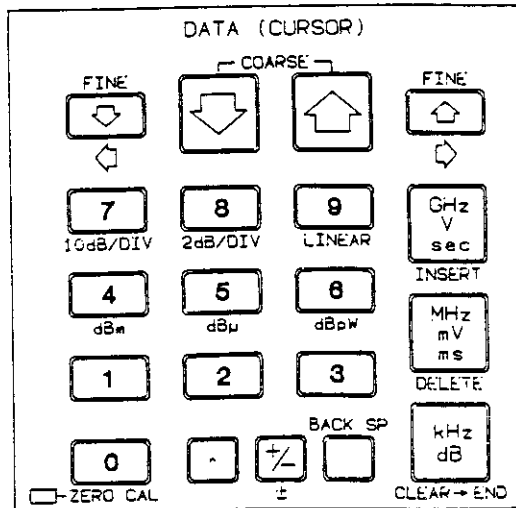 DATA (CURSOR)
COARSE
FINE
FINE
7
8
9
GHz
V
sec
10dB/DIV
2dB/DIV
LINEAR
INSERT
4
5
6
MHz
mV
ms
dBm
dBμ
dBpW
DELETE
1
2
3
BACK SP
kHz
dB
0
.
+/-
ZERO CAL
±
CLEAR→END